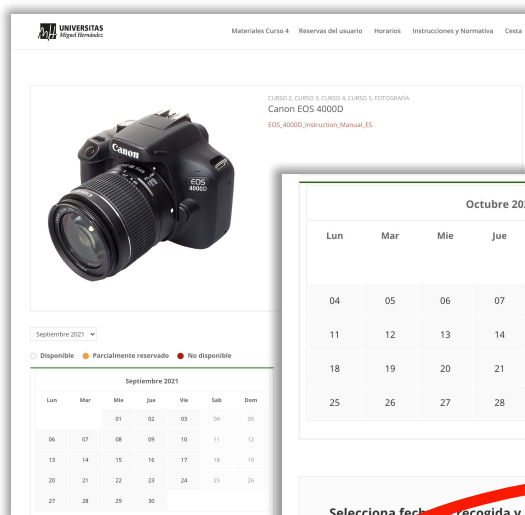 UNIVERSITAS
Miguel Hernández
Materiales Curso 4 Reservas del usuario Horarios Instrucciones y Normativa Cesta
CURSO 2, CURSO 3, CURSO 4, CURSO 5, FOTOGRAFÍA
Canon EOS 4000D
EOS_4000D_Instruction_Manual_ES
Canon
EOS
4000D
Septiembre 2021
Disponible Parcialmente reservado No disponible
Septiembre 2021
Lun Mar Mie Jue Vie Sab Dom
01 02 03 04 05
06 07 08 09 10 11 12
13 14 15 16 17 18 19
20 21 22 23 24 25 26
27 28 29 30
Octubre 202
Lun Mar Mie Jue
04 05 06 07
11 12 13 14
18 19 20 21
25 26 27 28
Selecciona fech recogida y